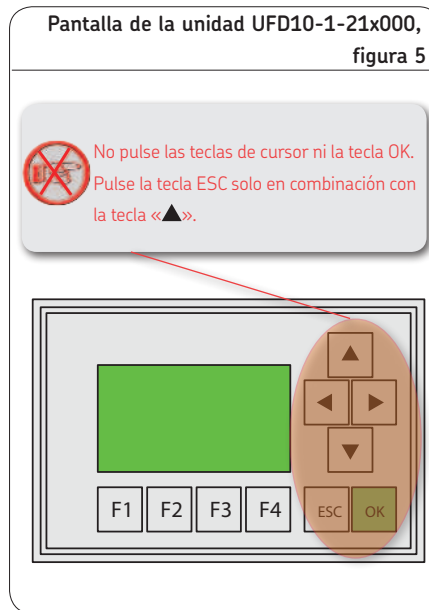 Pantalla de la unidad UFD10-1-21x000,
figura 5
No pulse las teclas de cursor ni la tecla OK.
Pulse la tecla ESC solo en combinación con
la tecla «▲».
F1 F2 F3 F4 ESC OK